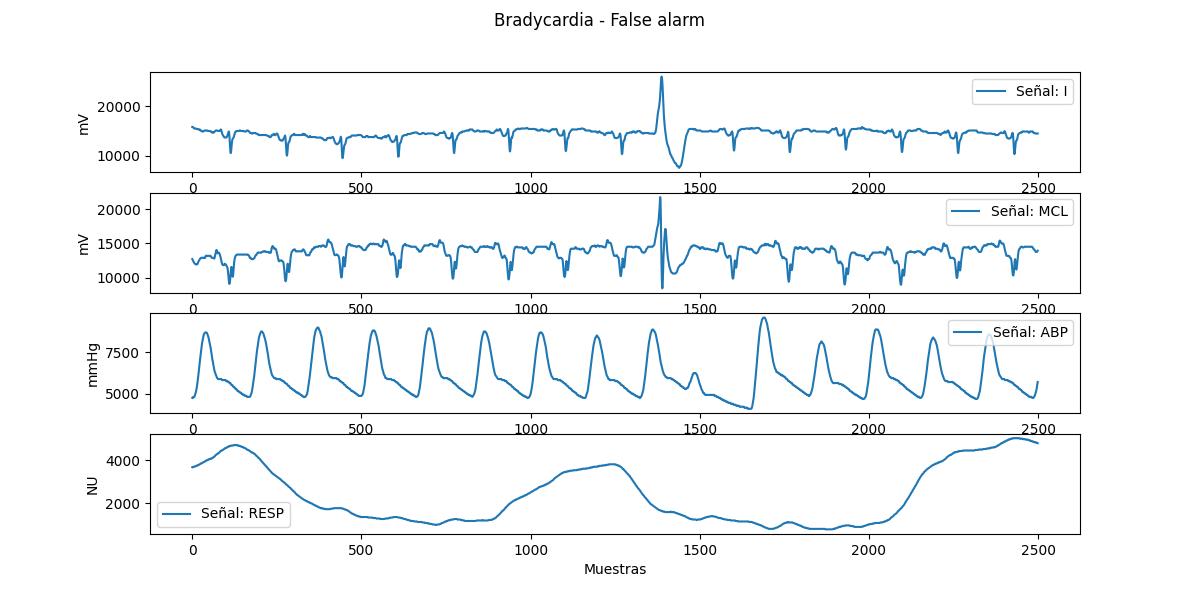 Bradycardia - False alarm
mV
20000
10000
Señal: I
0 500 1000 1500 2000 2500
mV
20000
15000
10000
Señal: MCL
0 500 1000 1500 2000 2500
mmHg
7500
5000
Señal: ABP
0 500 1000 1500 2000 2500
NU
4000
2000
Señal: RESP
0 500 1000 1500 2000 2500
Muestras